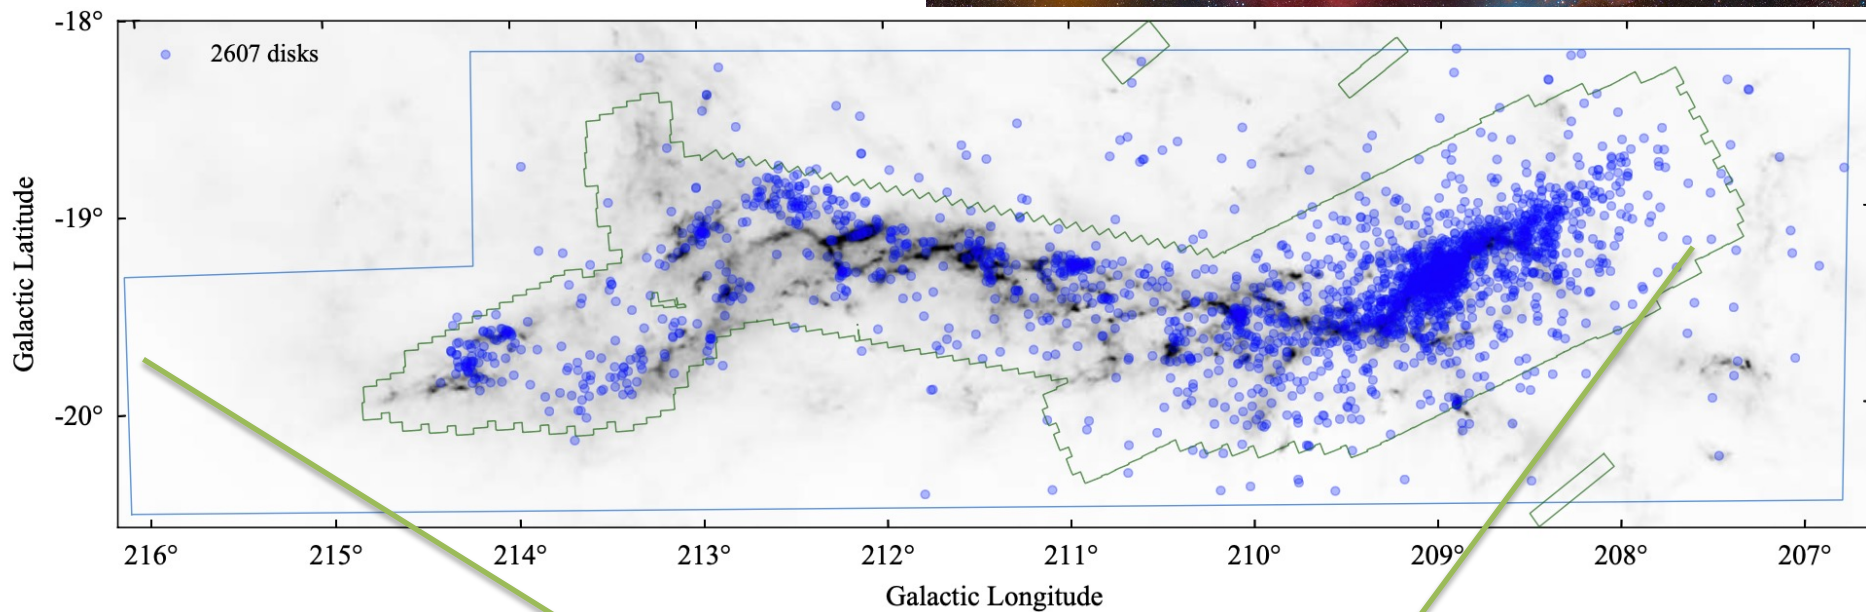 -18°
2607 disks
-19°
Galactic Latitude
-20°
216° 215° 214° 213° 212° 211° 210° 209° 208° 207°
Galactic Longitude